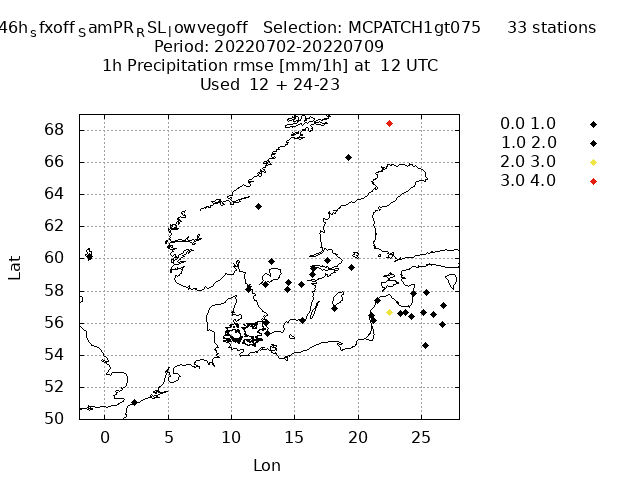 46h_sfxoff_SamPR_RSL_lowvegoff Selection: MCPATCH1gt075 33 stations
Period: 20220702-20220709
1h Precipitation rmse [mm/1h] at 12 UTC
Used 12 + 24-23
0.0 1.0
1.0 2.0
2.0 3.0
3.0 4.0
68
66
64
62
60
58
56
54
52
50
Lat
0 5 10 15 20 25
Lon